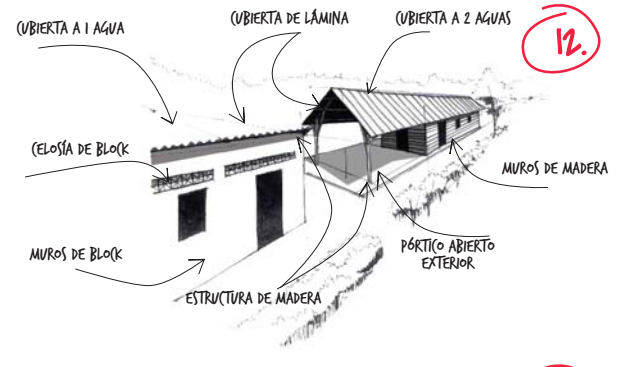 CUBIERTA A 1 AGUA
CUBIERTA DE LÁMINA
CUBIERTA A 2 AGUAS
12.
CELOSÍA DE BLOCK
MUROS DE MADERA
MUROS DE BLOCK
PÓRTICO ABIERTO
EXTERIOR
ESTRUCTURA DE MADERA